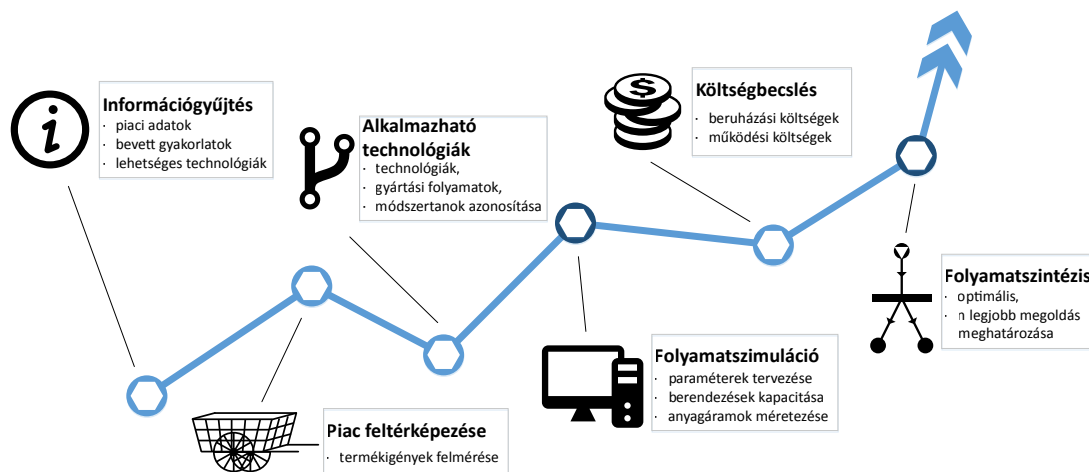 Információgyűjtés
· piaci adatok
· bevett gyakorlatok
· lehetséges technológiák
Piac feltérképezése
· termékigények felmérése
Alkalmazható
technológiák
· technológiák,
· gyártási folyamatok,
· módszertanok azonosítása
Folyamatszimuláció
· paraméterek tervezése
· berendezések kapacitása
· anyagáramok méretezése
$
Költségbecslés
· beruházási költségek
· működési költségek
Folyamatszintézis
· optimális,
· n legjobb megoldás
meghatározása